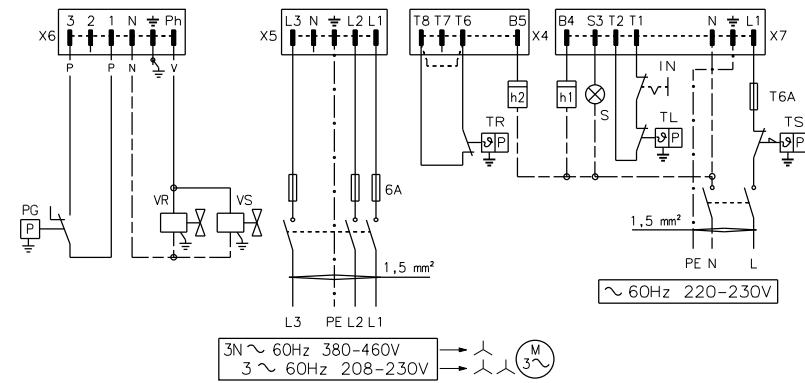 3 2 1 N Ph
X6
P P N V
L3 N L2 L1
X5
T8 T7 T6 B5
X4
B4 S3 T2 T1 N L1
X7
IN
h2
h1
S
T6A
TR
ϑ P
TL
ϑ P
TS
ϑ P
6A
PG
P
VR
VS
1,5 mm²
1,5 mm²
PE N L
~ 60Hz 220-230V
L3 PE L2 L1
3N ~ 60Hz 380-460V
3 ~ 60Hz 208-230V
M
3~